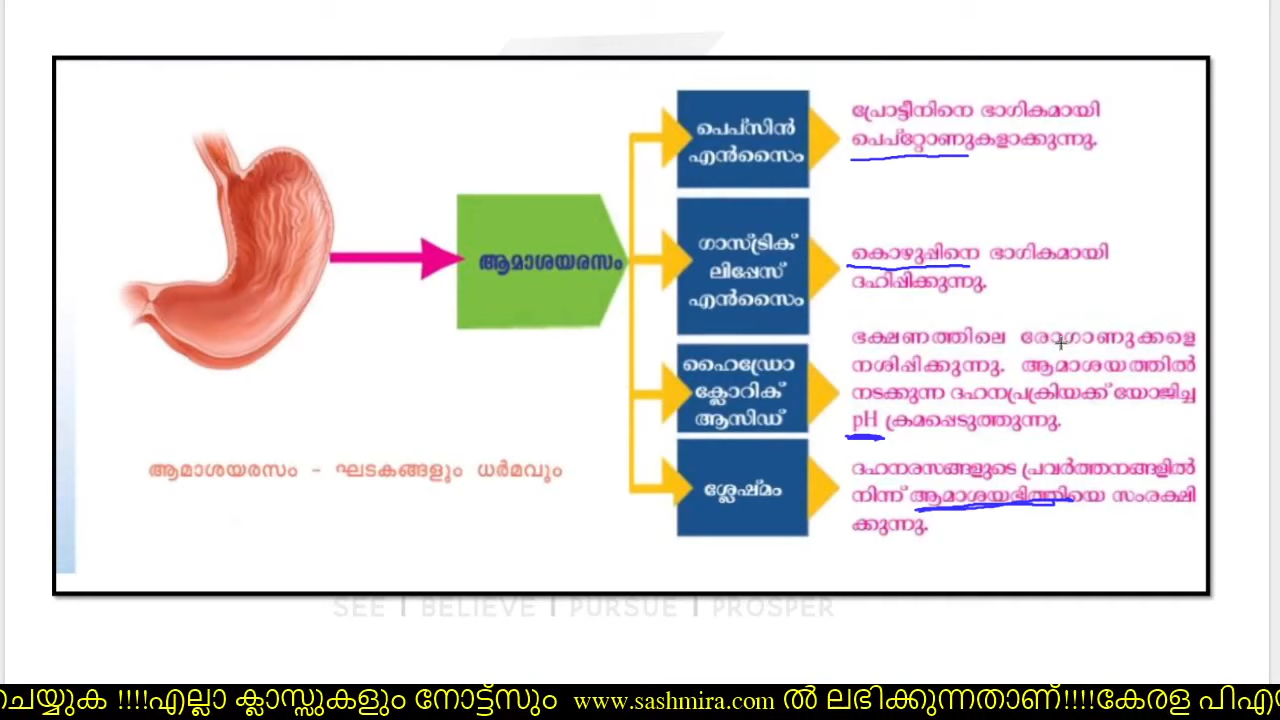 പെപ്സിൻ
എൻസൈം
പ്രോട്ടീനിനെ ഭാഗികമായി
പെപ്റ്റോണുകളാക്കുന്നു.
ആമാശയരസം
ഗാസ്ട്രിക്
ലിപ്പേസ്
എൻസൈം
കൊഴുപ്പിനെ ഭാഗികമായി
ദഹിപ്പിക്കുന്നു.
ഹൈഡ്രോ
ക്ലോറിക്
ആസിഡ്
ഭക്ഷണത്തിലെ രോഗാണുക്കളെ
നശിപ്പിക്കുന്നു. ആമാശയത്തിൽ
നടക്കുന്ന ദഹനപ്രക്രിയക്ക് യോജിച്ച
pH ക്രമപ്പെടുത്തുന്നു.
ശ്ലേഷ്മം
ദഹനരസങ്ങളുടെ പ്രവർത്തനങ്ങളിൽ
നിന്ന് ആമാശയഭിത്തിയെ സംരക്ഷി
ക്കുന്നു.
ആമാശയരസം - ഘടകങ്ങളും ധർമവും
SEE | BELIEVE | PURSUE | PROSPER
ചെയ്യുക !!!!എല്ലാ ക്ലാസ്സുകളും നോട്ട്സും www.sashmira.com ൽ ലഭിക്കുന്നതാണ്!!!!കേരള പിഎ